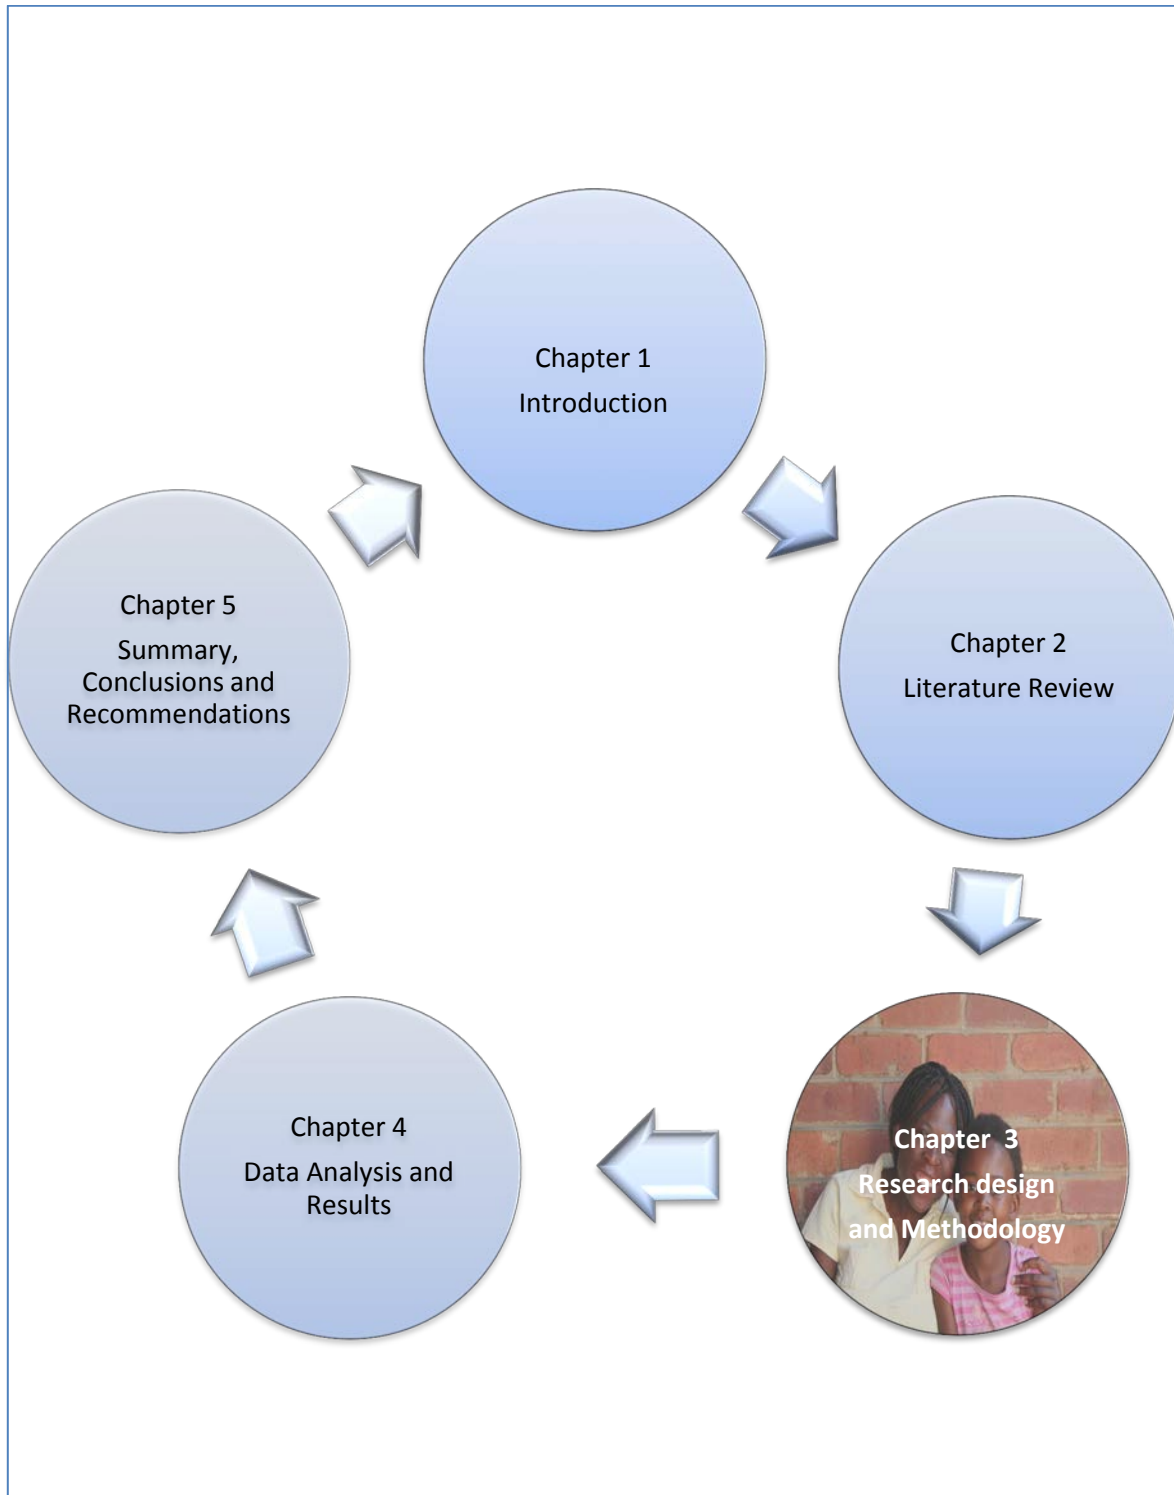 Chapter 1
Introduction
Chapter 2
Literature Review
Chapter 3
Research design
and Methodology
Chapter 4
Data Analysis and
Results
Chapter 5
Summary,
Conclusions and
Recommendations